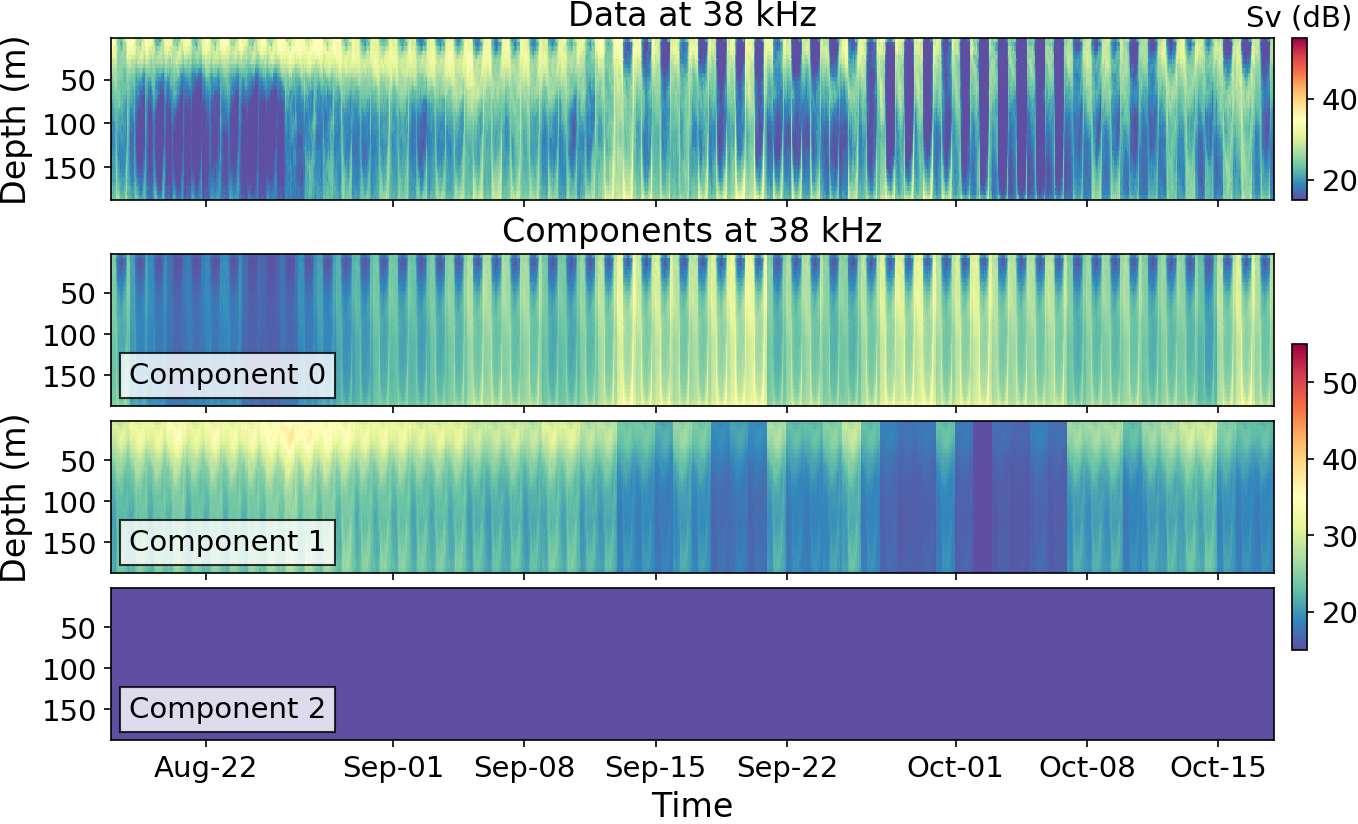 Data at 38 kHz
Sv (dB)
Depth (m)
50
100
150
40
20
Components at 38 kHz
50
100
150
Component 0
Depth (m)
50
100
150
Component 1
50
40
30
20
50
100
150
Component 2
Aug-22 Sep-01 Sep-08 Sep-15 Sep-22 Oct-01 Oct-08 Oct-15
Time